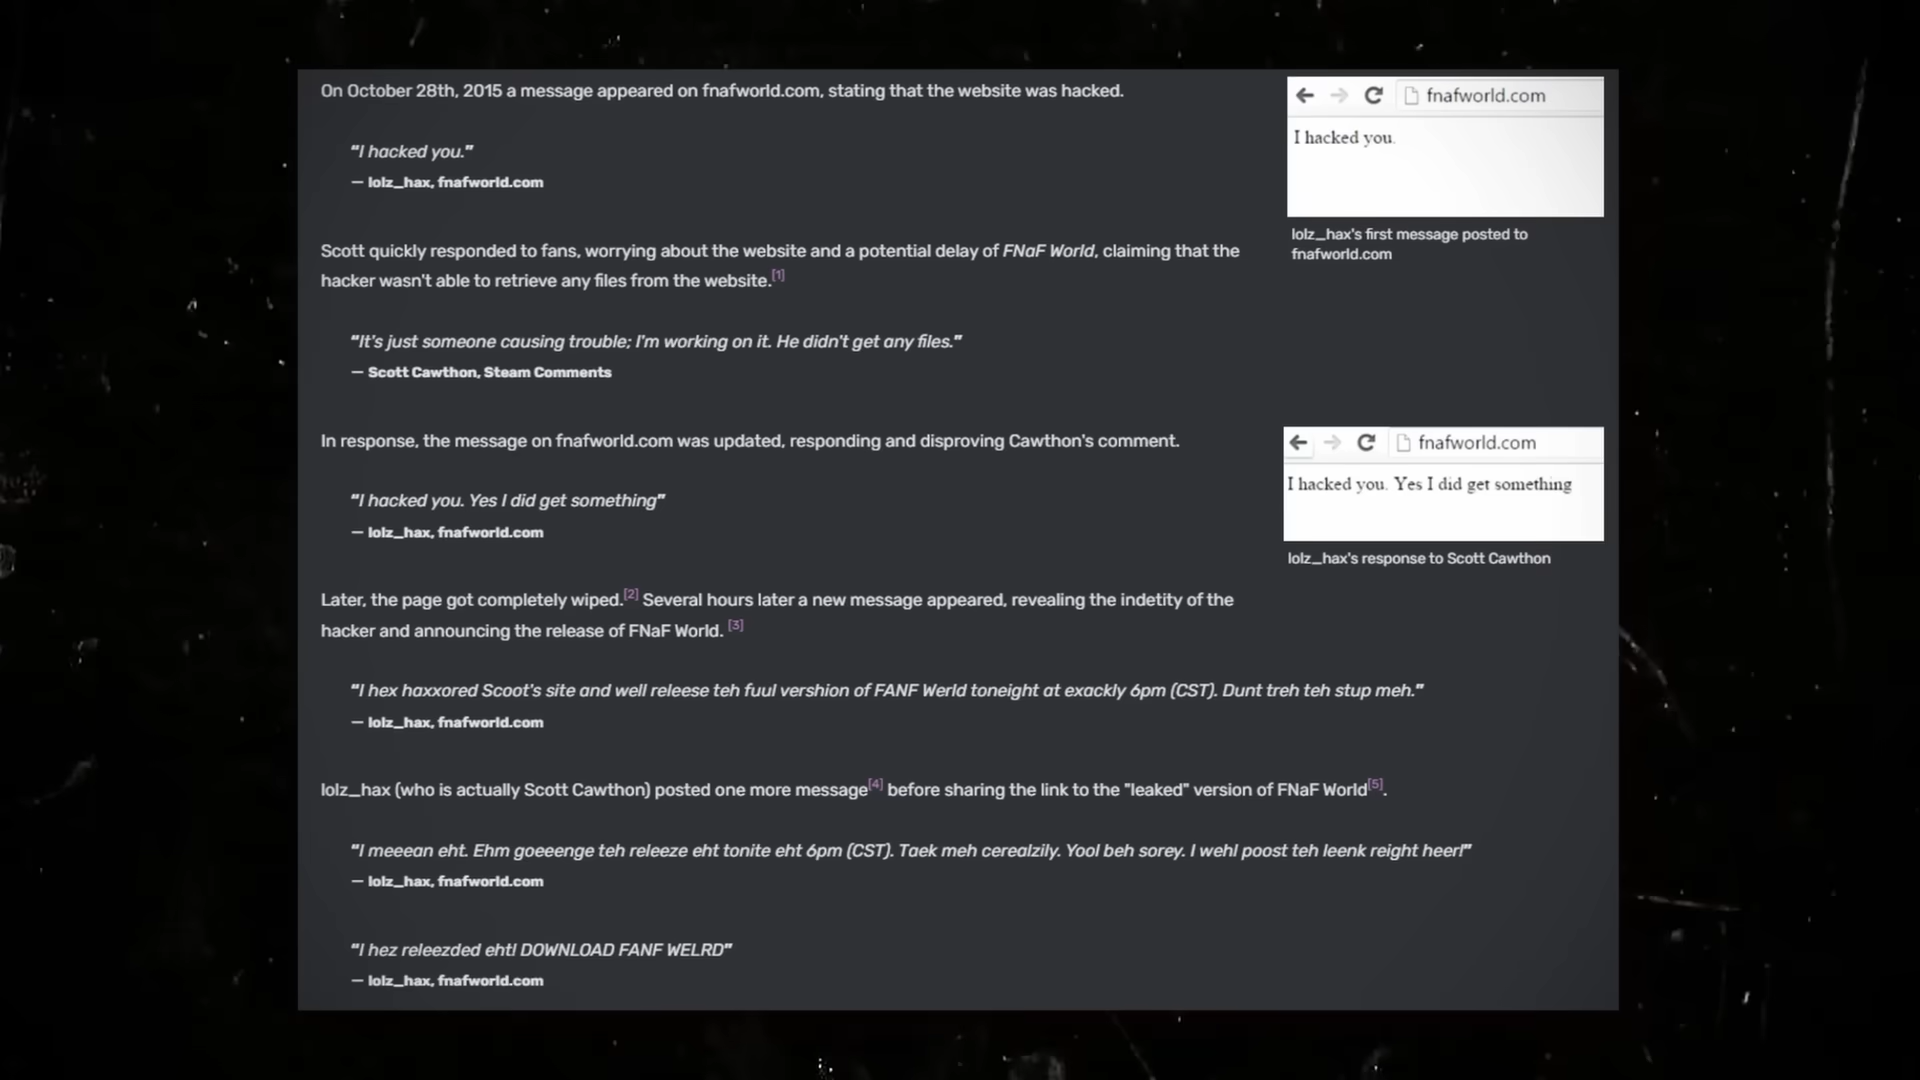 On October 28th, 2015 a message appeared on fnafworld.com, stating that the website was hacked.
"I hacked you."
— lolz_hax, fnafworld.com
fnafworld.com
I hacked you.
lolz_hax's first message posted to
fnafworld.com
Scott quickly responded to fans, worrying about the website and a potential delay of FNaF World, claiming that the
hacker wasn't able to retrieve any files from the website.[1]
"It's just someone causing trouble; I'm working on it. He didn't get any files."
— Scott Cawthon, Steam Comments
In response, the message on fnafworld.com was updated, responding and disproving Cawthon's comment.
"I hacked you. Yes I did get something"
— lolz_hax, fnafworld.com
fnafworld.com
I hacked you. Yes I did get something
lolz_hax's response to Scott Cawthon
Later, the page got completely wiped.[2] Several hours later a new message appeared, revealing the indetity of the
hacker and announcing the release of FNaF World. [3]
"I hex haxxored Scoot's site and well releese teh fuul vershion of FANF Werld toneight at exackly 6pm (CST). Dunt treh teh stup meh."
— lolz_hax, fnafworld.com
lolz_hax (who is actually Scott Cawthon) posted one more message[4] before sharing the link to the "leaked" version of FNaF World[5].
"I meeean eht. Ehm goeeenge teh releeze eht tonite eht 6pm (CST). Taek meh cerealzily. Yool beh sorey. I wehl poost teh leenk reight heer!"
— lolz_hax, fnafworld.com
"I hez releezded eht! DOWNLOAD FANF WELRD"
— lolz_hax, fnafworld.com